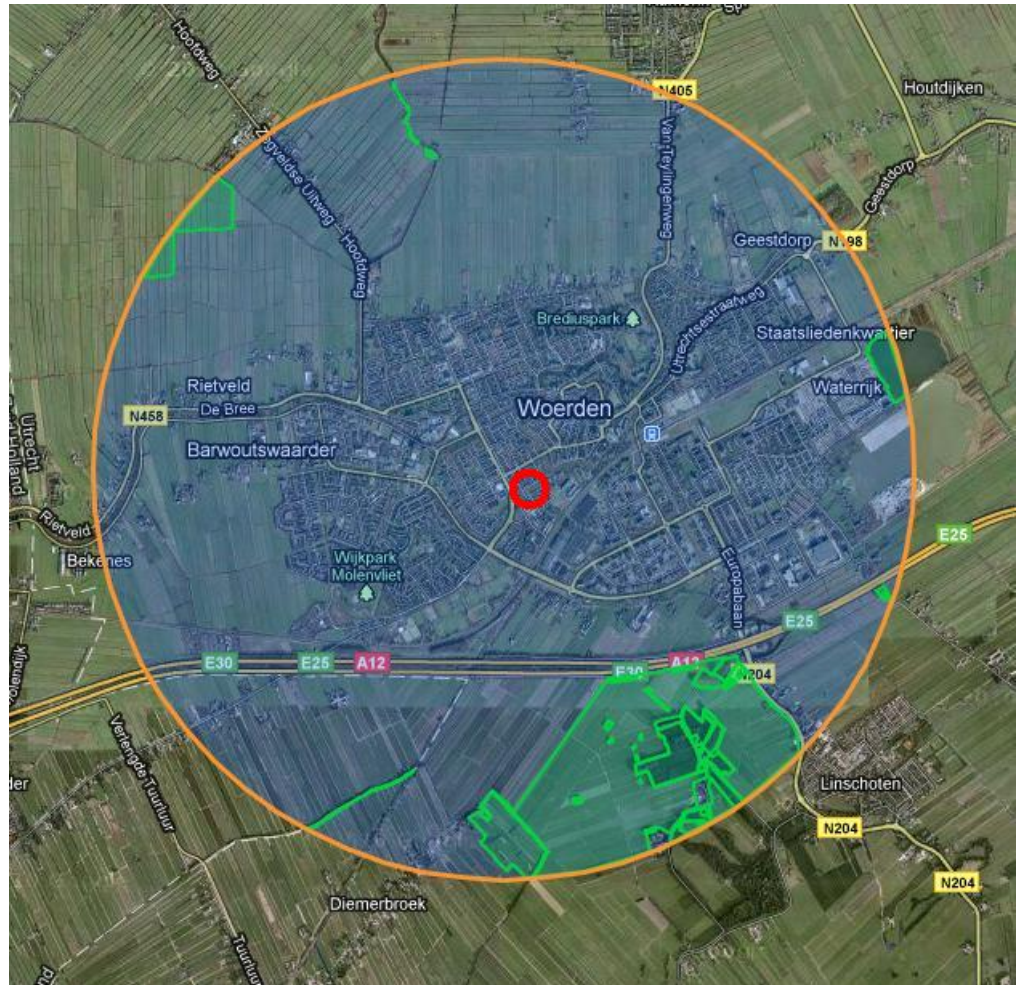 Hoofdweg
N405
Houtdijken
Zegveldse Uitweg
Hoofdweg
Van Teylingenweg
Geestdorp
Geestdorp
N198
Brediuspark
Utrechtsestraatweg
Staatsliedenkwartier
Rietveld
Waterrijk
De Bree
N458
Woerden
Utrecht
Holland
Barwoutswaarder
Rietveld
E25
Bekenes
Wijkpark
Molenvliet
Europabaan
E25
E30
E25
A12
E30
A12
N204
Verlengde Tuurluur
Linschoten
N204
N204
Diemerbroek